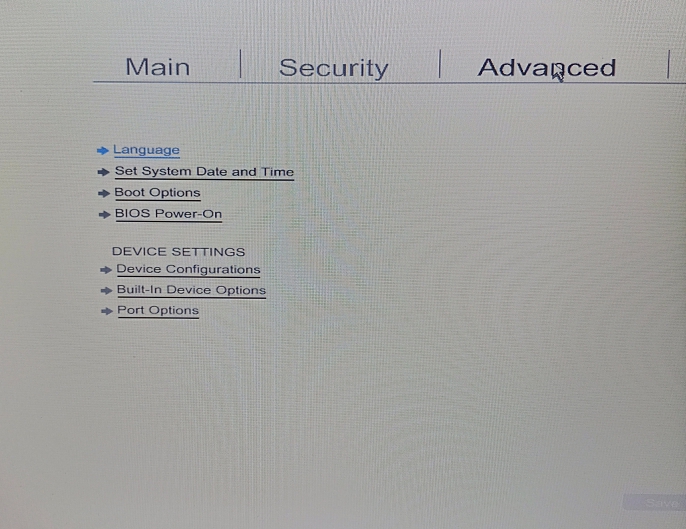 Main Security Advanced
Language
Set System Date and Time
Boot Options
BIOS Power-On
DEVICE SETTINGS
Device Configurations
Built-In Device Options
Port Options
Save